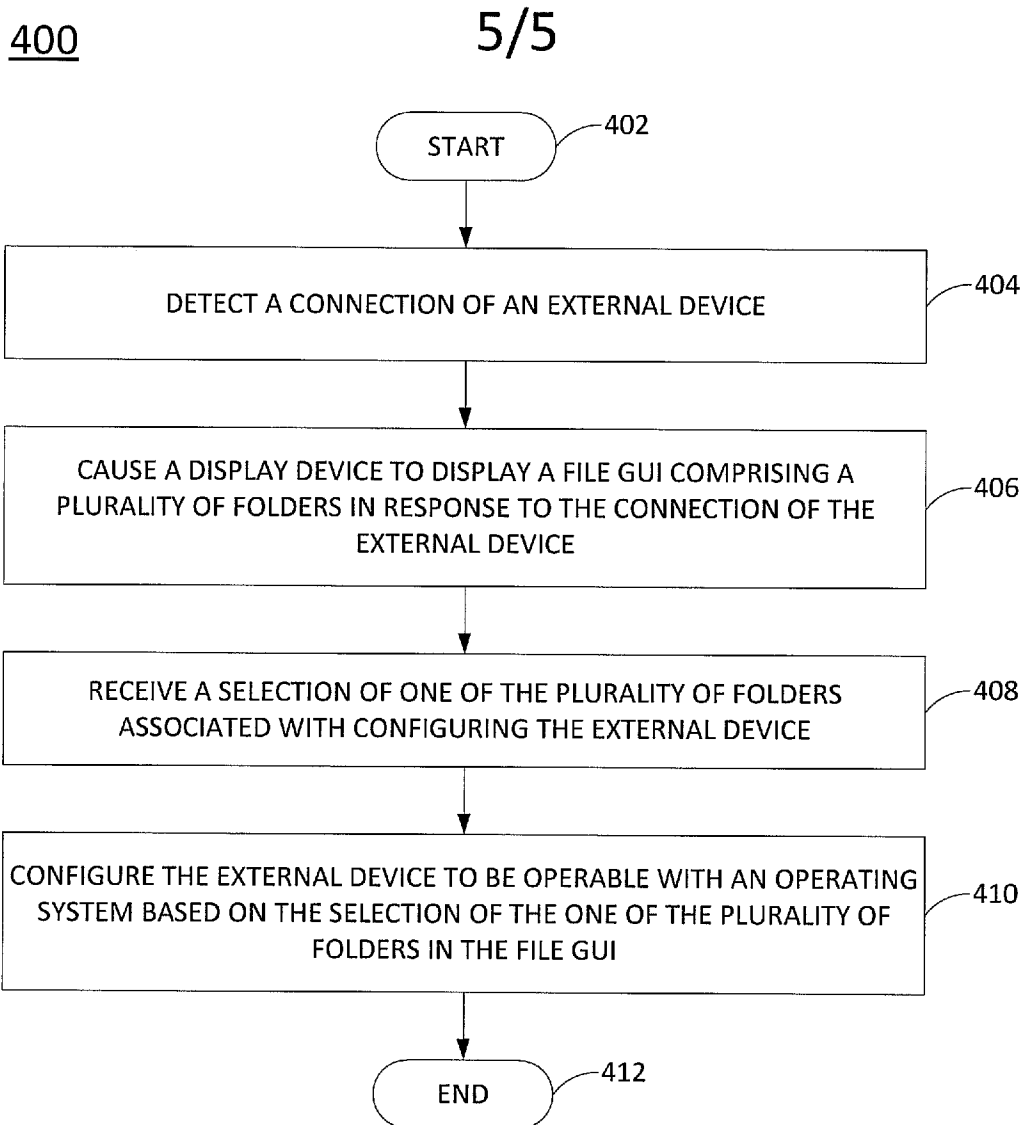 400
5/5
START
402
DETECT A CONNECTION OF AN EXTERNAL DEVICE
404
CAUSE A DISPLAY DEVICE TO DISPLAY A FILE GUI COMPRISING A
PLURALITY OF FOLDERS IN RESPONSE TO THE CONNECTION OF THE
EXTERNAL DEVICE
406
RECEIVE A SELECTION OF ONE OF THE PLURALITY OF FOLDERS
ASSOCIATED WITH CONFIGURING THE EXTERNAL DEVICE
408
CONFIGURE THE EXTERNAL DEVICE TO BE OPERABLE WITH AN OPERATING
SYSTEM BASED ON THE SELECTION OF THE ONE OF THE PLURALITY OF
FOLDERS IN THE FILE GUI
410
END
412